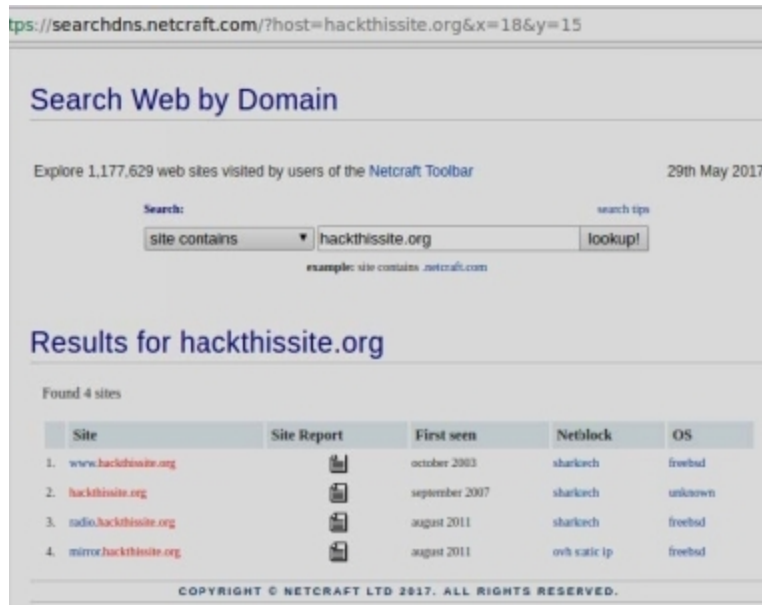 tps://searchdns.netcraft.com/?host=hackthissite.org&x=18&y=15
Search Web by Domain
Explore 1,177,629 web sites visited by users of the Netcraft Toolbar 29th May 2017
Search: search tips
site contains hackthissite.org lookup!
example: site contains .netcraft.com
Results for hackthissite.org
Found 4 sites
Site Site Report First seen Netblock OS
1. www.hackthissite.org october 2003 sharktech freebsd
2. hackthissite.org september 2007 sharktech unknown
3. radio.hackthissite.org august 2011 sharktech freebsd
4. mirror.hackthissite.org august 2011 ovh static ip freebsd
COPYRIGHT © NETCRAFT LTD 2017. ALL RIGHTS RESERVED.